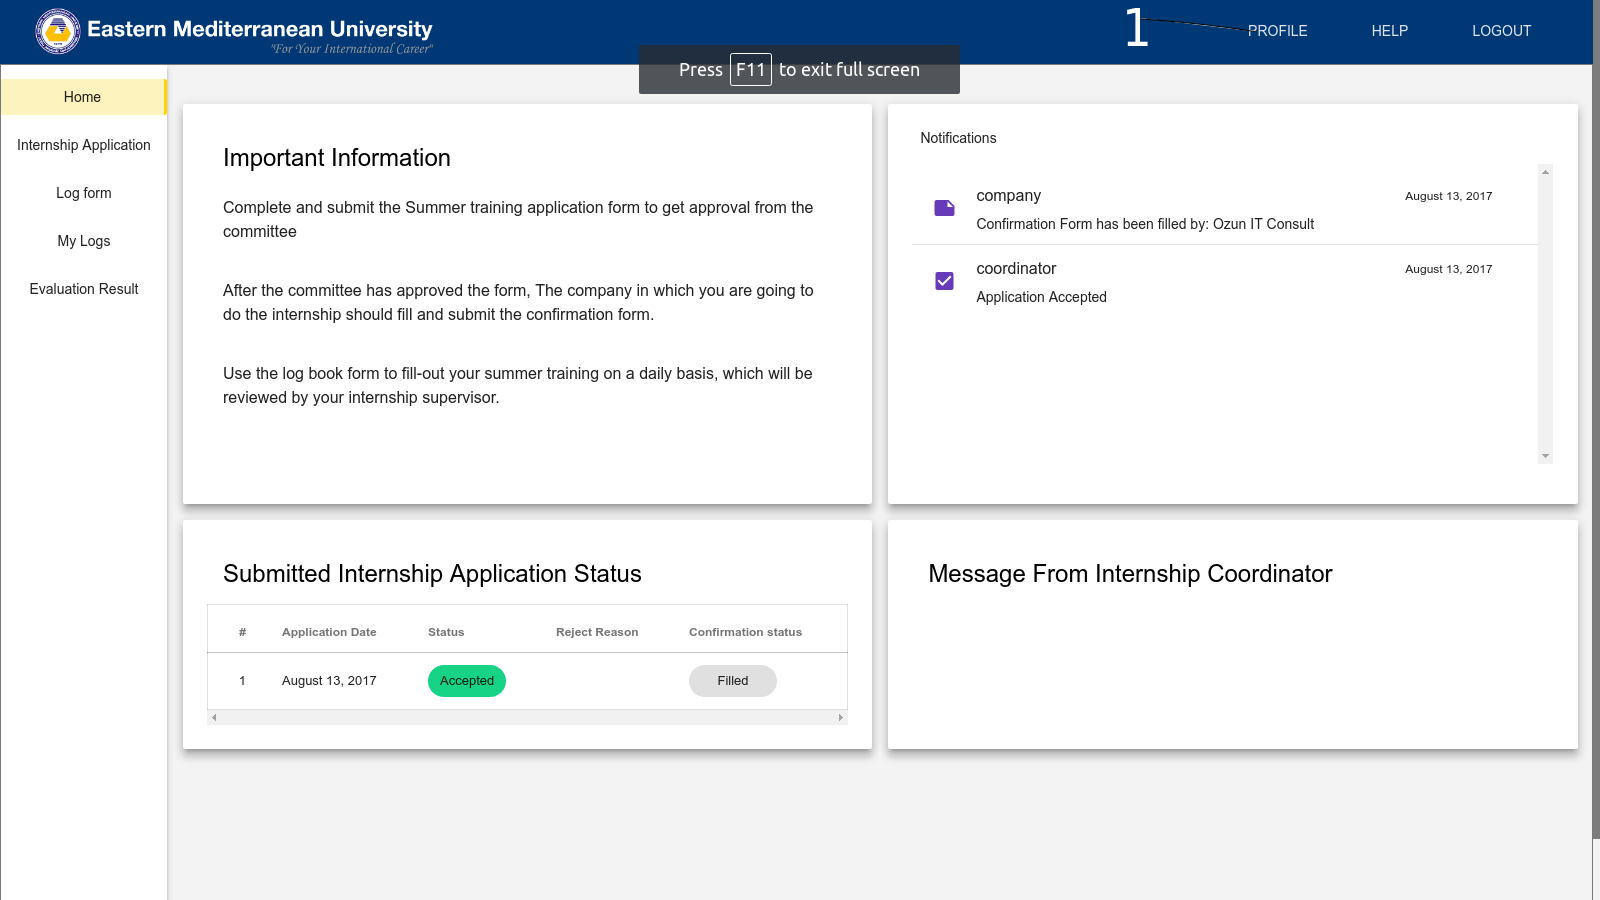 Eastern Mediterranean University
"For Your International Career"
1
PROFILE
HELP
LOGOUT
Press F11 to exit full screen
Home
Internship Application
Log form
My Logs
Evaluation Result
Important Information
Complete and submit the Summer training application form to get approval from the
committee
After the committee has approved the form, The company in which you are going to
do the internship should fill and submit the confirmation form.
Use the log book form to fill-out your summer training on a daily basis, which will be
reviewed by your internship supervisor.
Notifications
company August 13, 2017
Confirmation Form has been filled by: Ozun IT Consult
coordinator August 13, 2017
Application Accepted
Submitted Internship Application Status
# Application Date Status Reject Reason Confirmation status
1 August 13, 2017 Accepted Filled
Message From Internship Coordinator